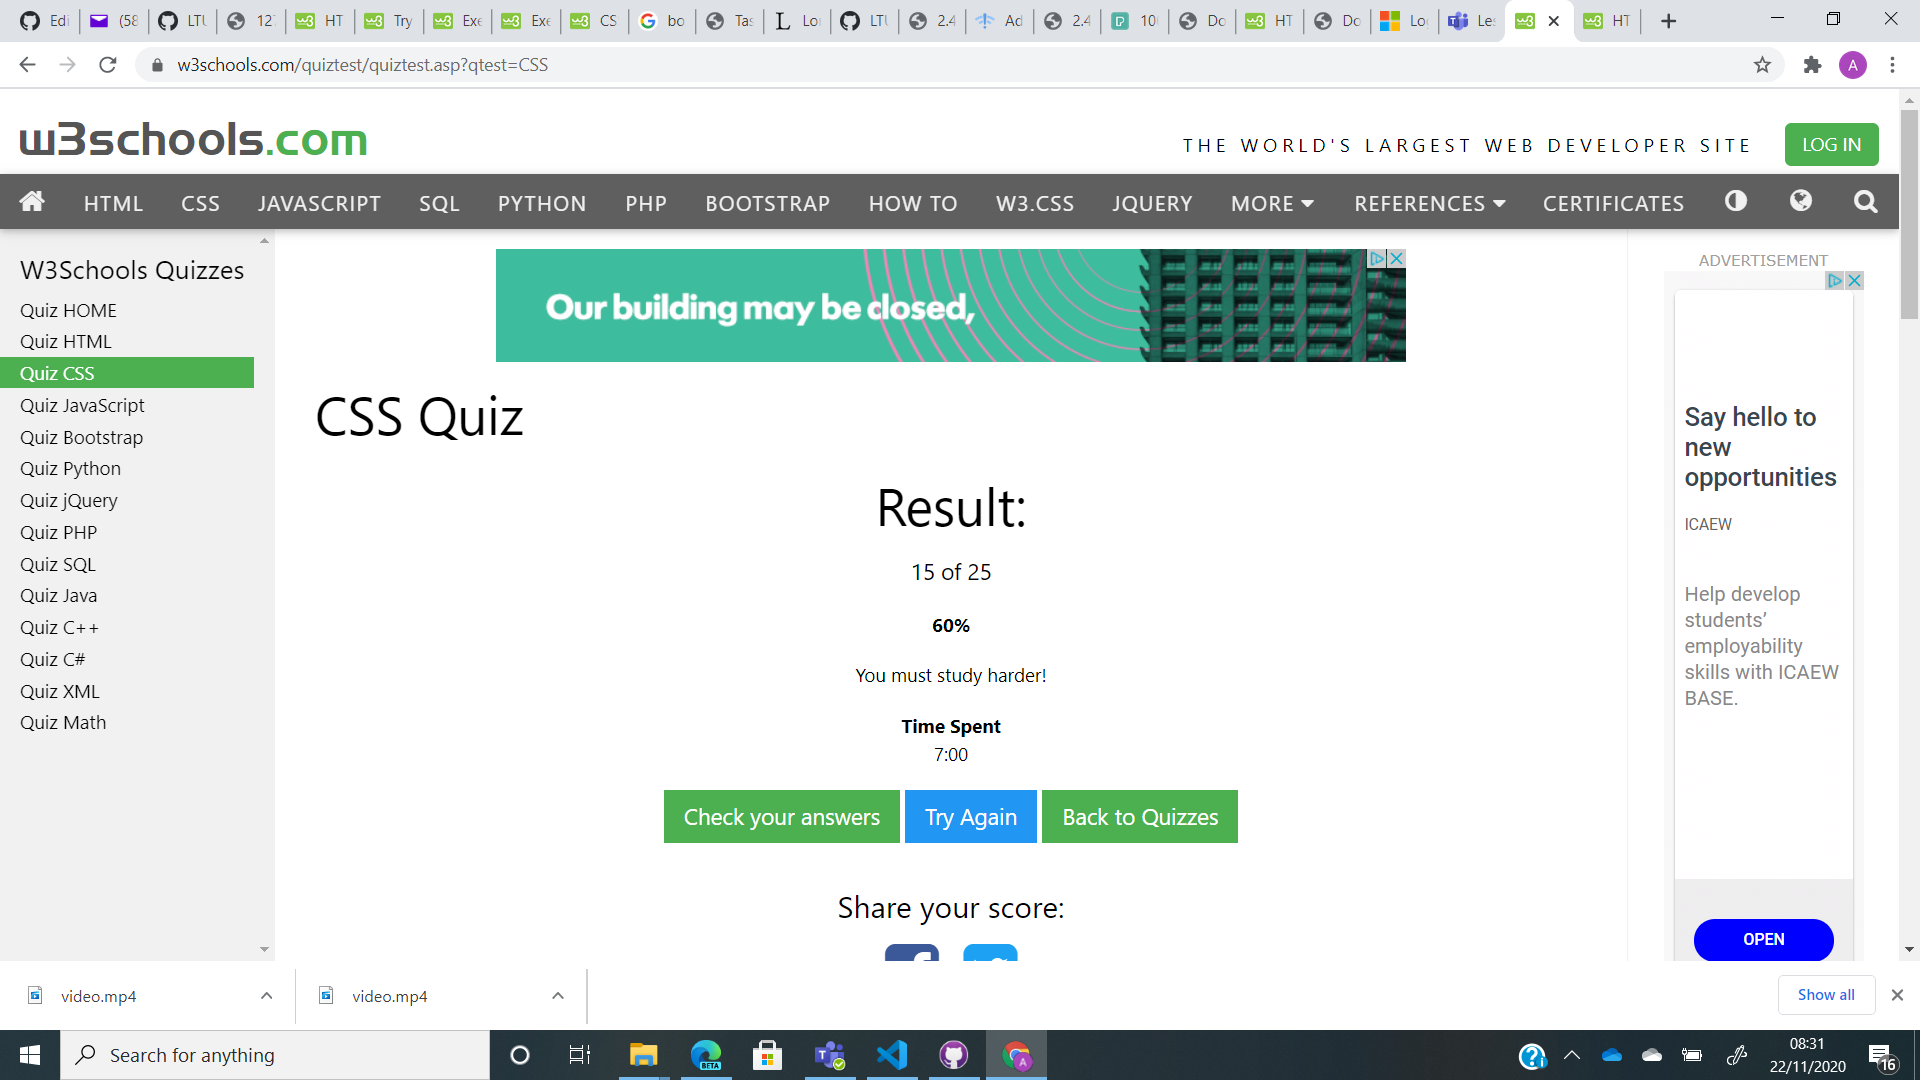 Edi
(58
LTU
127
HT
Try
Exe
Exe
CS
bo
Tas
Lor
LTU
2.4
Ad
2.4
10
Do
HT
Do
Lo
Les
HT
w3schools.com/quiztest/quiztest.asp?qtest=CSS
A
w3schools.com
THE WORLD'S LARGEST WEB DEVELOPER SITE
LOG IN
HTML
CSS
JAVASCRIPT
SQL
PYTHON
PHP
BOOTSTRAP
HOW TO
W3.CSS
JQUERY
MORE
REFERENCES
CERTIFICATES
W3Schools Quizzes
Quiz HOME
Quiz HTML
Quiz CSS
Quiz JavaScript
Quiz Bootstrap
Quiz Python
Quiz jQuery
Quiz PHP
Quiz SQL
Quiz Java
Quiz C++
Quiz C#
Quiz XML
Quiz Math
Our building may be closed,
CSS Quiz
Result:
15 of 25
60%
You must study harder!
Time Spent
7:00
Check your answers
Try Again
Back to Quizzes
Share your score:
ADVERTISEMENT
Say hello to
new
opportunities
ICAEW
Help develop
students’
employability
skills with ICAEW
BASE.
OPEN
video.mp4
video.mp4
Show all
Search for anything
BETA
A
08:31
22/11/2020
16